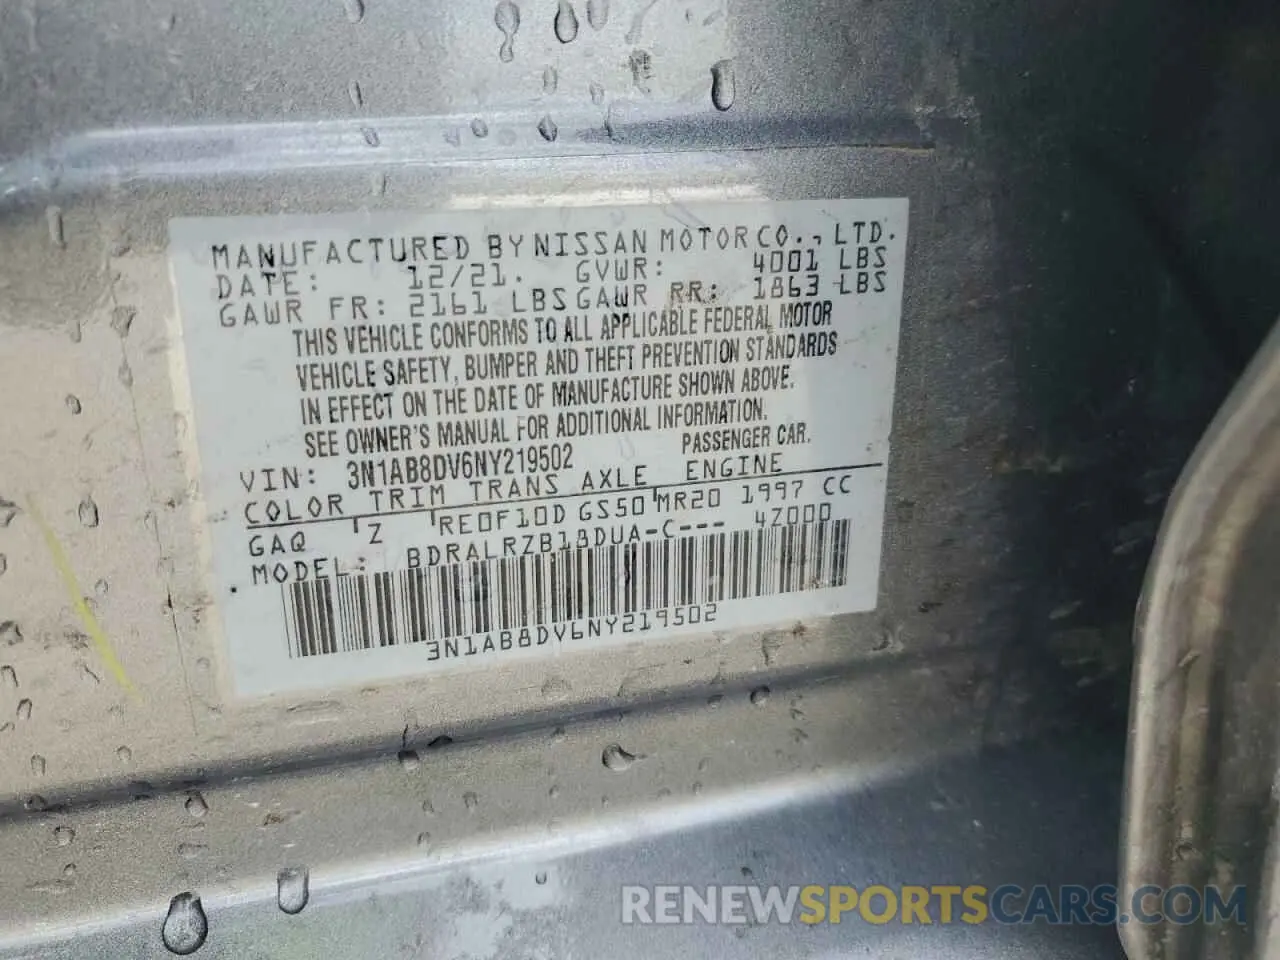 MANUFACTURED BY NISSAN MOTOR CO., LTD.
DATE: 12/21. GVWR: 4001 LBS
GAWR FR: 2161 LBS GAWR RR: 1863 LBS
THIS VEHICLE CONFORMS TO ALL APPLICABLE FEDERAL MOTOR
VEHICLE SAFETY, BUMPER AND THEFT PREVENTION STANDARDS
IN EFFECT ON THE DATE OF MANUFACTURE SHOWN ABOVE.
SEE OWNER'S MANUAL FOR ADDITIONAL INFORMATION.
VIN: 3N1AB8DV6NY219502 PASSENGER CAR.
COLOR TRIM TRANS AXLE ENGINE
GAQ Z RE0F10D GS50 MR20 1997 CC
MODEL: BDRALRZB18DUA-C--- 4Z000
3N1AB8DV6NY219502
RENEWSPORTSCARS.COM